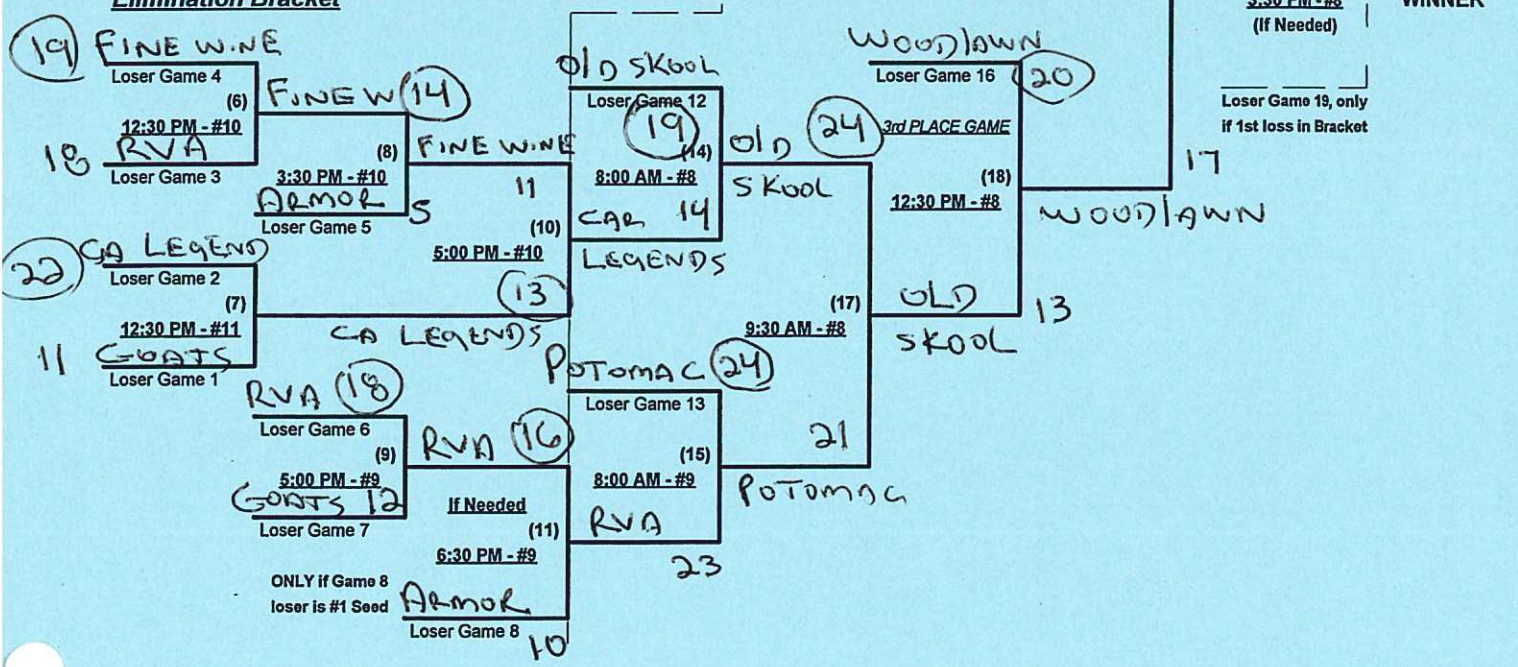 Elimination Bracket
3:30 PM - #8
WINNER
(If Needed)
Loser Game 19, only
if 1st loss in Bracket
19 FINE WINE
Loser Game 4
(6)
12:30 PM - #10
18 RVA
Loser Game 3
FINE W 14
(8)
3:30 PM - #10
ARMOR 5
Loser Game 5
22 GA LEGEND
Loser Game 2
(7)
12:30 PM - #11
11 GOATS
Loser Game 1
FINE WINE
11
(10)
5:00 PM - #10
13
GA LEGENDS
RVA 18
Loser Game 6
(9)
5:00 PM - #9
GOATS 12
Loser Game 7
RVA 16
If Needed
(11)
6:30 PM - #9
ONLY if Game 8
loser is #1 Seed
ARMOR
Loser Game 8
10
OlD SKOOL
Loser Game 12
19
(14)
8:00 AM - #8
CAR 14
LEGENDS
POTOMAC 24
Loser Game 13
(15)
8:00 AM - #9
RVA
23
OlD 24
SKOOL
(17)
9:30 AM - #8
21
POTOMAC
WOODlAWN
Loser Game 16
20
3rd PLACE GAME
(18)
12:30 PM - #8
OLD
SKOOL
13
17
WOODlAWN